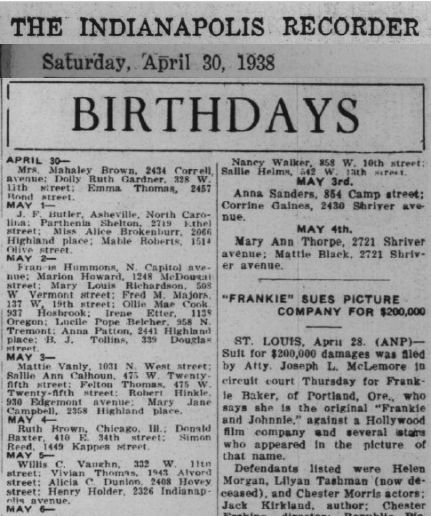 THE INDIANAPOLIS RECORDER
Saturday, April 30, 1938
BIRTHDAYS
APRIL 30—
Mrs. Mahaley Brown, 2434 Cornell
avenue; Dolly Ruth Gardner, 328 W.
11th street; Emma Thomas, 2457
Bond street.
MAY 1—
J. F. Butler, Asheville, North Caro-
lina; Parthenia Shelton, 2719 Ethel
street; Miss Alice Brokenburr, 2066
Highland place; Mable Roberts, 1514
Olive street.
MAY 2—
Francis Hummons, N. Capitol ave-
nue; Marion Howard, 1248 McDougal
street; Mary Louis Richardson, 508
W Vermont street; Fred M. Majors,
137 W. 19th street; Ollie Mae Cook,
937 Hosbrook; Irene Etter, 1138
Oregon; Lucile Pope Belcher, 958 N.
Tremont; Anna Patton, 2441 Highland
place; B. J. Tollins, 339 Douglas
street.
MAY 3—
Mattie Vanly, 1031 N. West street;
Sallie Ann Calhoun, 475 W. Twenty-
fifth street; Felton Thomas, 475 W.
Twenty-fifth street; Robert Hinkle,
930 Edgemont avenue; Mary Jane
Campbell, 2358 Highland place.
MAY 4—
Ruth Brown, Chicago, Ill.; Donald
Baxter, 410 E. 34th street; Simon
Reed, 1449 Kappes street.
MAY 5—
Willis C. Vaughn, 332 W. 11th
street; Vivian Thomas, 1943 Alvord
street; Alicia C. Dunlop, 2408 Hovey
street; Henry Holder, 2326 Indianap-
olis avenue.
MAY 6—
Nancy Walker, 858 W. 10th street;
Sallie Helms, 542 W. 13th street.
MAY 3rd.
Anna Sanders, 854 Camp street;
Corrine Gaines, 2430 Shriver ave-
nue.
MAY 4th.
Mary Ann Thorpe, 2721 Shriver
avenue; Mattie Black, 2721 Shriv-
er avenue.
"FRANKIE" SUES PICTURE
COMPANY FOR $200,000
ST. LOUIS, April 28. (ANP)—
Suit for $200,000 damages was filed
by Atty. Joseph L. McLemore in
circuit court Thursday for Frank-
ie Baker, of Portland, Ore., who
says she is the original "Frankie
and Johnnie," against a Hollywood
film company and several stars
who appeared in the picture of
that name.
Defendants listed were Helen
Morgan, Lilyan Tashman (now de-
ceased), and Chester Morris actors;
Jack Kirkland, author; Chester